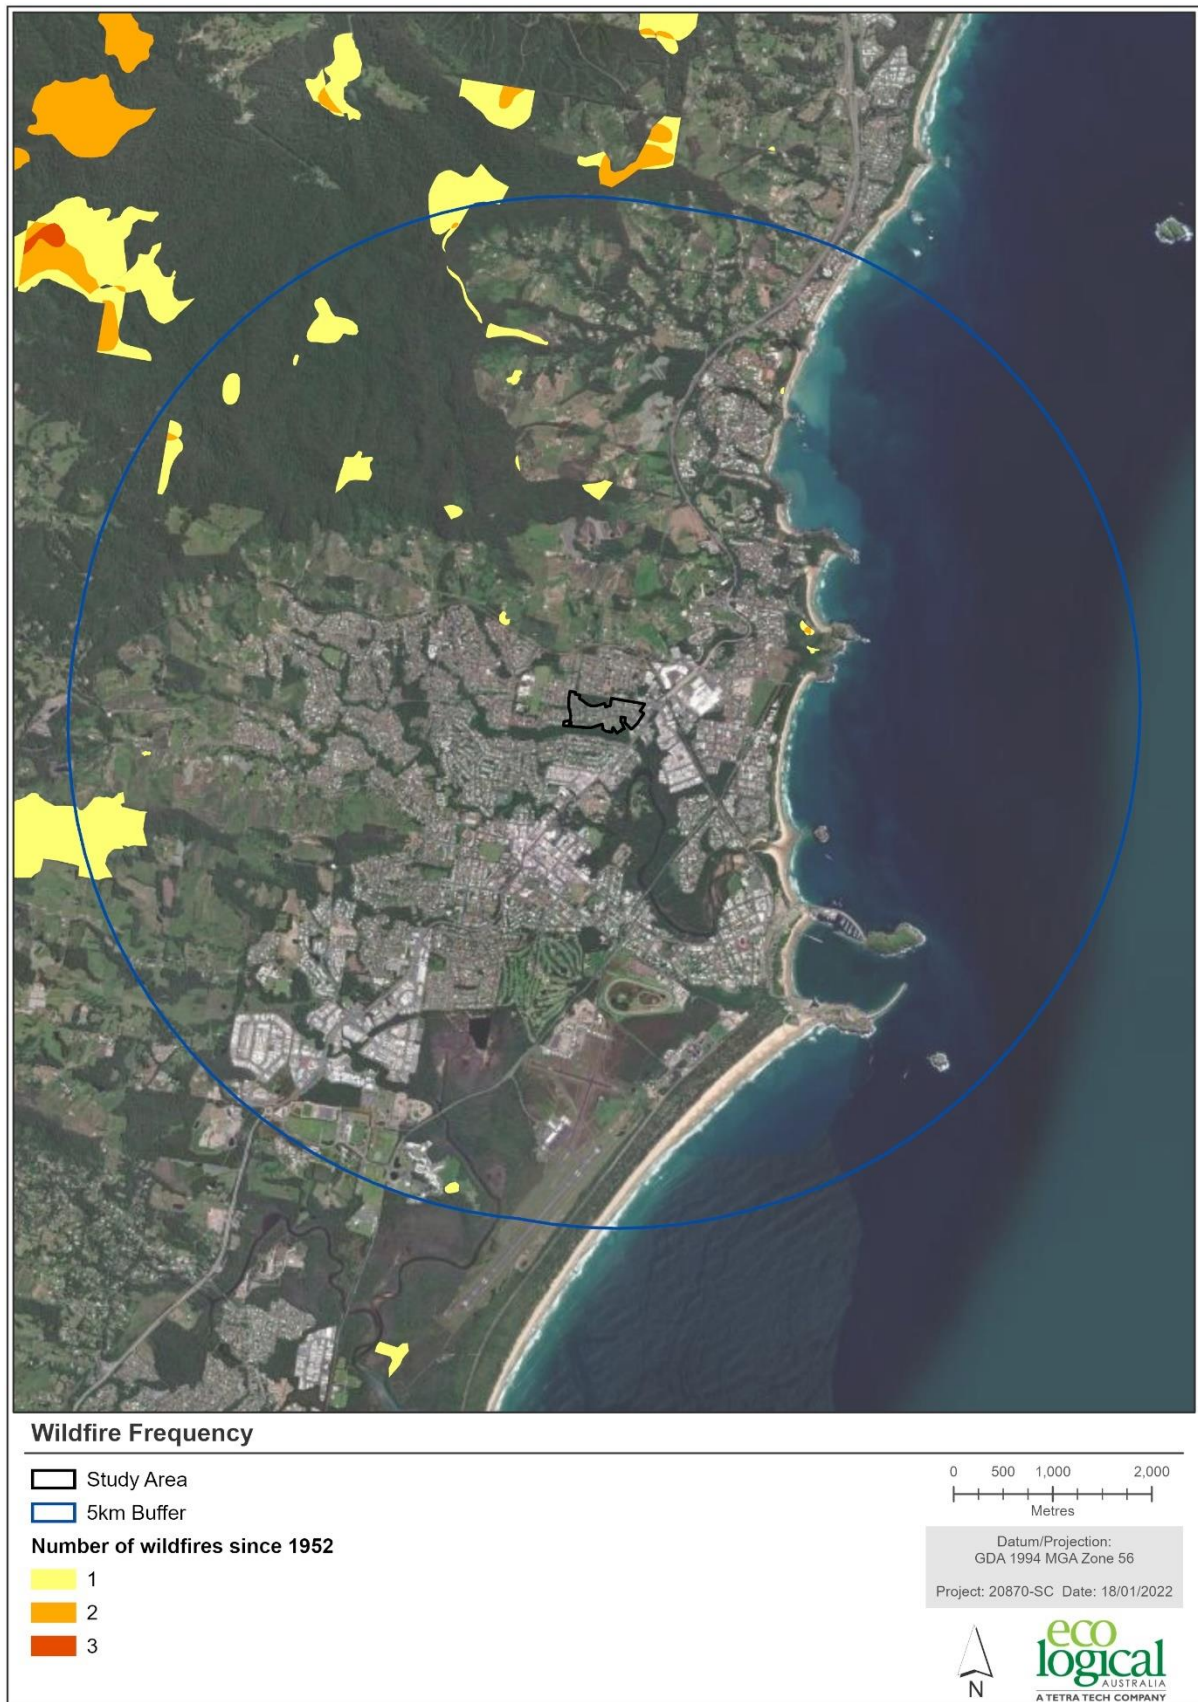 Wildfire Frequency
Study Area
5km Buffer
Number of wildfires since 1952
1
2
3
0 500 1,000 2,000
Metres
Datum/Projection:
GDA 1994 MGA Zone 56
Project: 20870-SC Date: 18/01/2022
N
eco
logical
AUSTRALIA
A TETRA TECH COMPANY